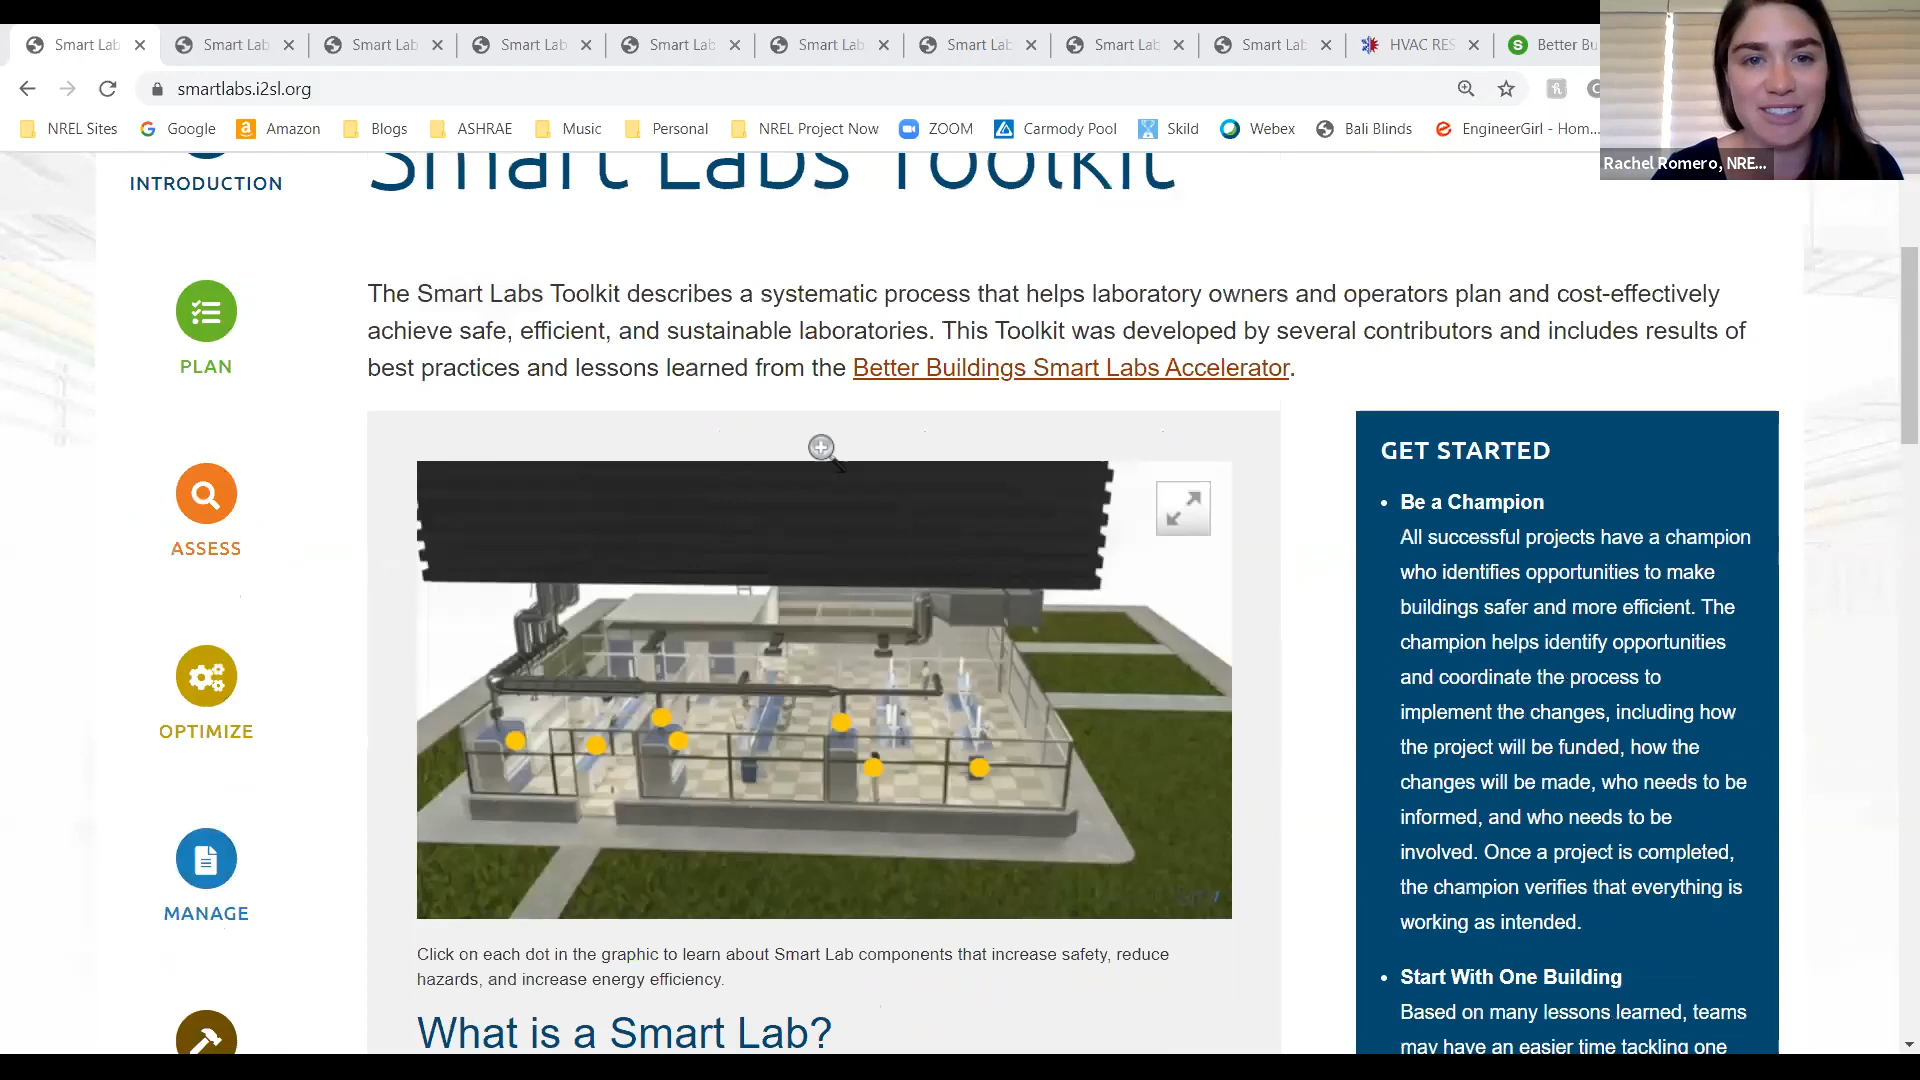 Smart Lab
Smart Lab
Smart Lab
Smart Lab
Smart Lab
Smart Lab
Smart Lab
Smart Lab
Smart Lab
HVAC RES
Better Bu
smartlabs.i2sl.org
NREL Sites
Google
Amazon
Blogs
ASHRAE
Music
Personal
NREL Project Now
ZOOM
Carmody Pool
Skild
Webex
Bali Blinds
EngineerGirl - Hom...
Rachel Romero, NRE...
INTRODUCTION
Smart Labs Toolkit
PLAN
ASSESS
OPTIMIZE
MANAGE
The Smart Labs Toolkit describes a systematic process that helps laboratory owners and operators plan and cost-effectively
achieve safe, efficient, and sustainable laboratories. This Toolkit was developed by several contributors and includes results of
best practices and lessons learned from the Better Buildings Smart Labs Accelerator.
Click on each dot in the graphic to learn about Smart Lab components that increase safety, reduce
hazards, and increase energy efficiency.
What is a Smart Lab?
GET STARTED
• Be a Champion
All successful projects have a champion
who identifies opportunities to make
buildings safer and more efficient. The
champion helps identify opportunities
and coordinate the process to
implement the changes, including how
the project will be funded, how the
changes will be made, who needs to be
informed, and who needs to be
involved. Once a project is completed,
the champion verifies that everything is
working as intended.
• Start With One Building
Based on many lessons learned, teams
may have an easier time tackling one